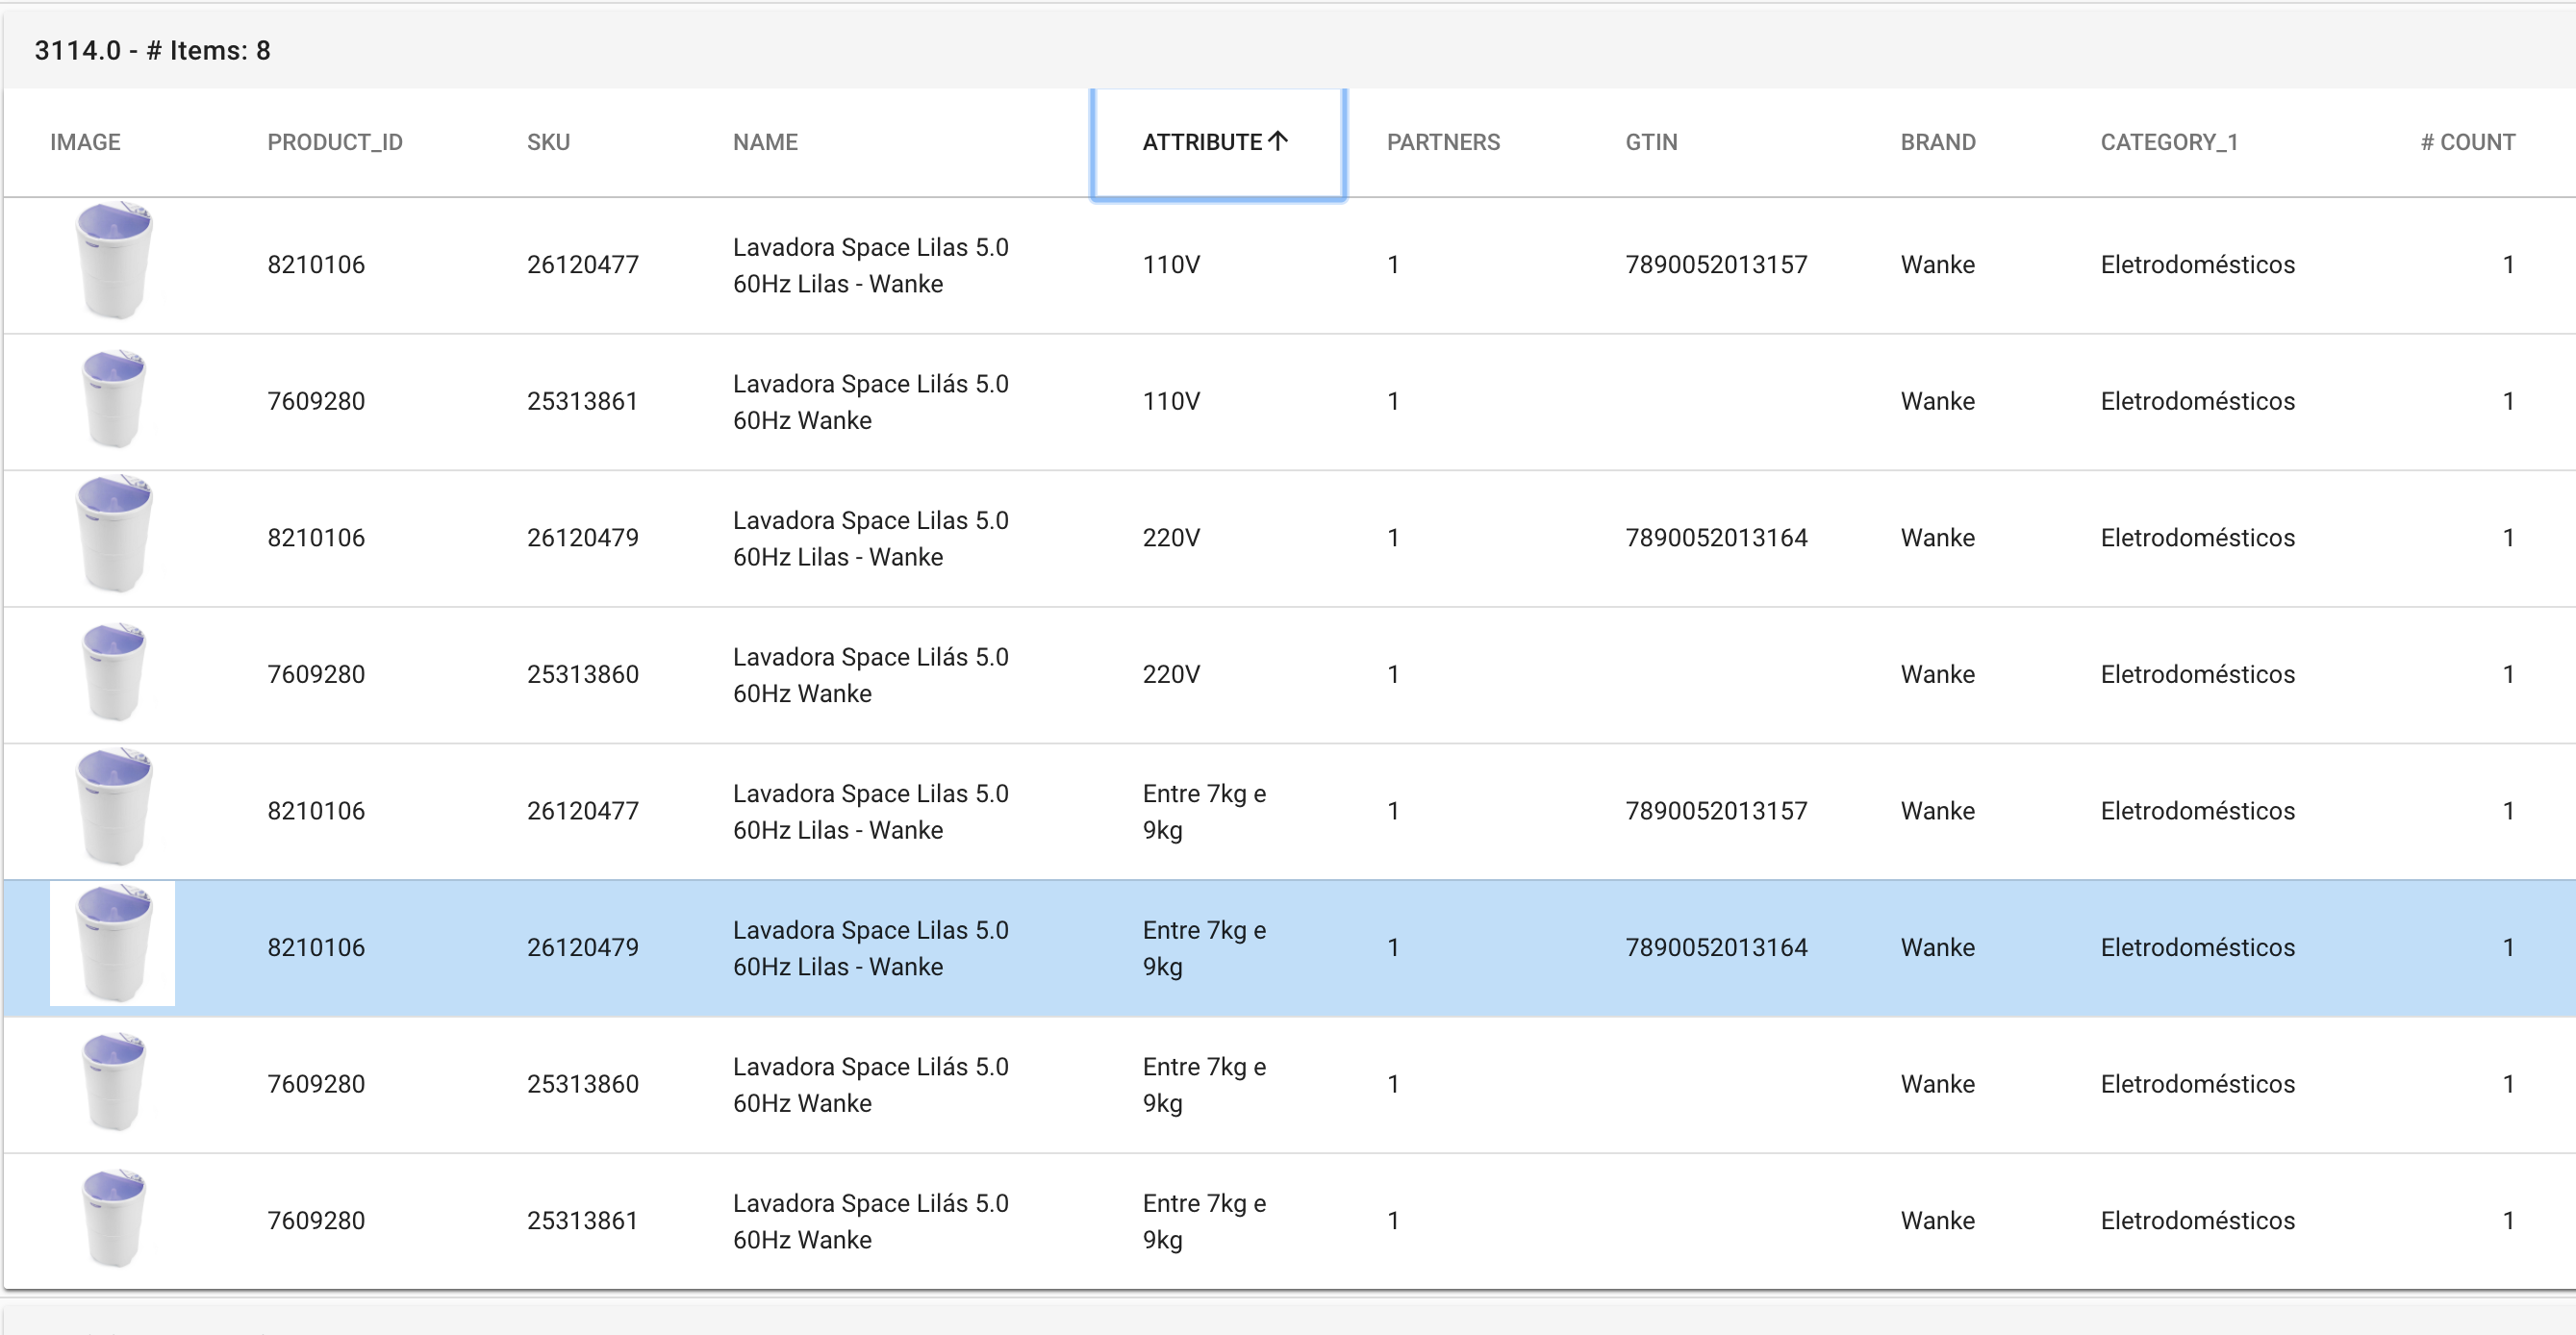 3114.0 - # Items: 8
IMAGE PRODUCT_ID SKU NAME ATTRIBUTE↑ PARTNERS GTIN BRAND CATEGORY_1 # COUNT
Lavadora Space Lilas 5.0
8210106 26120477 110V 1 7890052013157 Wanke Eletrodomésticos 1
60Hz Lilas - Wanke
Lavadora Space Lilás 5.0
7609280 25313861 110V 1 Wanke Eletrodomésticos 1
60Hz Wanke
Lavadora Space Lilas 5.0
8210106 26120479 220V 1 7890052013164 Wanke Eletrodomésticos 1
60Hz Lilas - Wanke
Lavadora Space Lilás 5.0
7609280 25313860 220V 1 Wanke Eletrodomésticos 1
60Hz Wanke
Lavadora Space Lilas 5.0 Entre 7kg e
8210106 26120477 1 7890052013157 Wanke Eletrodomésticos 1
60Hz Lilas - Wanke 9kg
Lavadora Space Lilas 5.0 Entre 7kg e
8210106 26120479 1 7890052013164 Wanke Eletrodomésticos 1
60Hz Lilas - Wanke 9kg
Lavadora Space Lilás 5.0 Entre 7kg e
7609280 25313860 1 Wanke Eletrodomésticos 1
60Hz Wanke 9kg
Lavadora Space Lilás 5.0 Entre 7kg e
7609280 25313861 1 Wanke Eletrodomésticos 1
60Hz Wanke 9kg